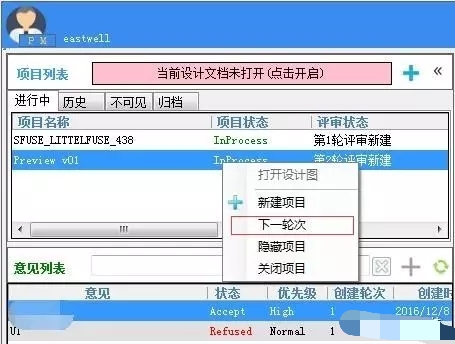 P M eastwell
项目列表 当前设计文档未打开(点击开启) «
进行中 历史 不可见 归档
项目名称 项目状态 评审状态
SFUSE_LITTELFUSE_438 InProcess 第1轮评审新建
Preview v01 InProcess 第2轮评审新建
打开设计图
新建项目
下一轮次
隐藏项目
关闭项目
意见列表
意见 状态 优先级 创建轮次 创建时
Accept High 1 2016/12/8
Refused Normal 1